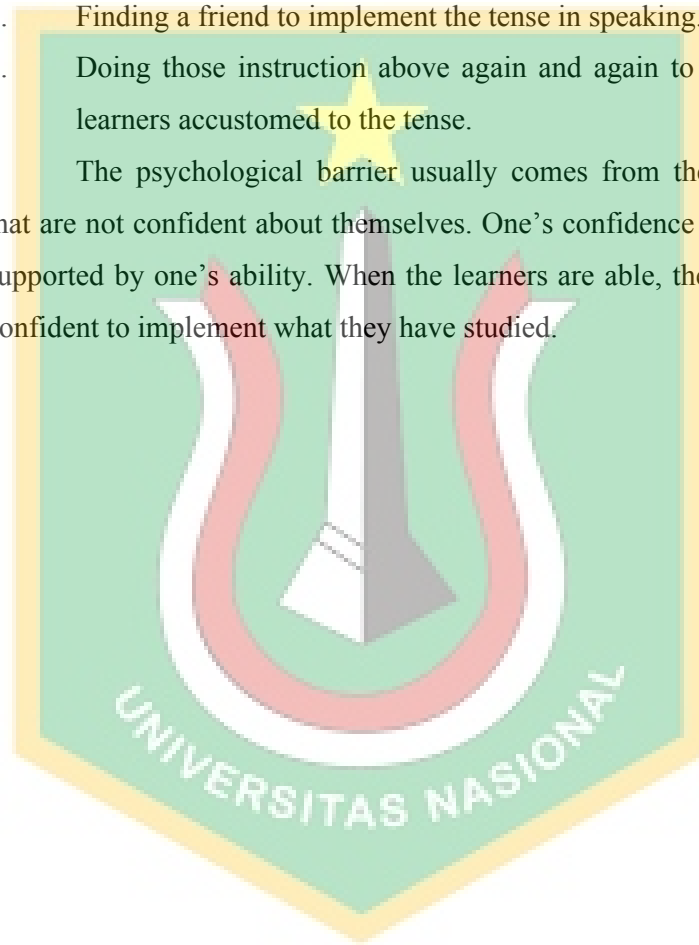 . Finding a friend to implement the tense in speaking.
. Doing those instruction above again and again to
learners accustomed to the tense.
The psychological barrier usually comes from the
hat are not confident about themselves. One's confidence
upported by one's ability. When the learners are able, the
onfident to implement what they have studied.
UNIVERSITAS NASIONAL